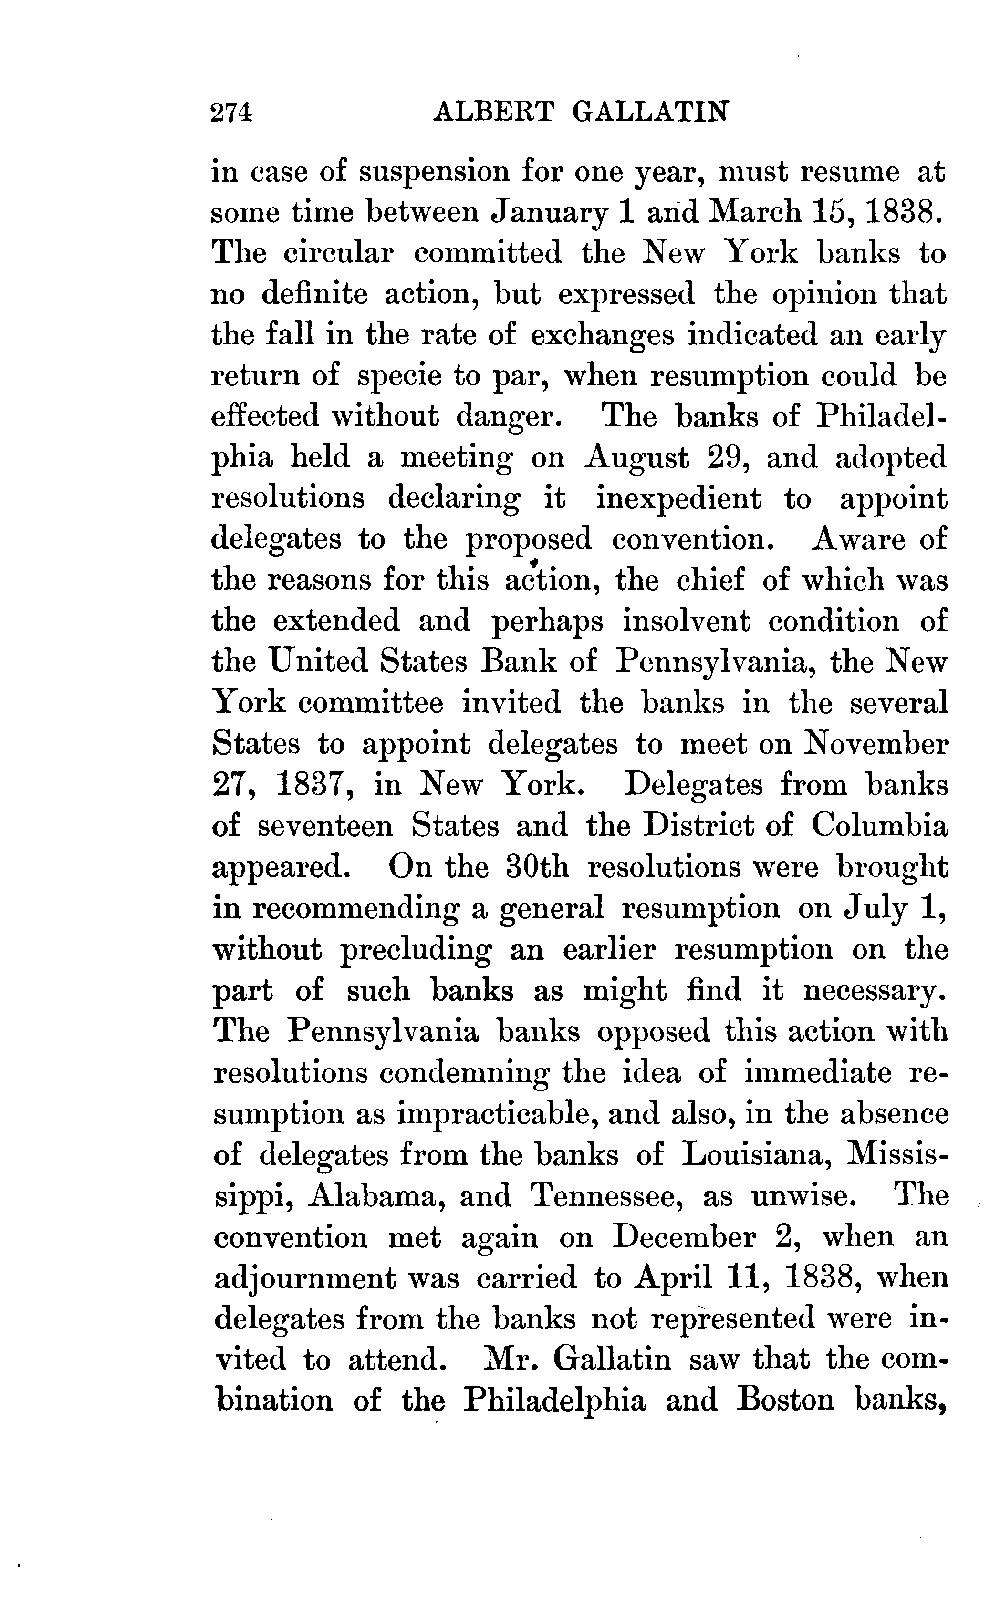 274 ALBERT GALLATIN
in case of suspension for one year, must resume at
some time between January 1 and March 15, 1838.
The circular committed the New York banks to
no definite action, but expressed the opinion that
the fall in the rate of exchanges indicated an early
return of specie to par, when resumption could be
effected without danger. The banks of Philadel-
phia held a meeting on August 29, and adopted
resolutions declaring it inexpedient to appoint
delegates to the proposed convention. Aware of
the reasons for this action, the chief of which was
the extended and perhaps insolvent condition of
the United States Bank of Pennsylvania, the New
York committee invited the banks in the several
States to appoint delegates to meet on November
27, 1837, in New York. Delegates from banks
of seventeen States and the District of Columbia
appeared. On the 30th resolutions were brought
in recommending a general resumption on July 1,
without precluding an earlier resumption on the
part of such banks as might find it necessary.
The Pennsylvania banks opposed this action with
resolutions condemning the idea of immediate re-
sumption as impracticable, and also, in the absence
of delegates from the banks of Louisiana, Missis-
sippi, Alabama, and Tennessee, as unwise. The
convention met again on December 2, when an
adjournment was carried to April 11, 1838, when
delegates from the banks not represented were in-
vited to attend. Mr. Gallatin saw that the com-
bination of the Philadelphia and Boston banks,